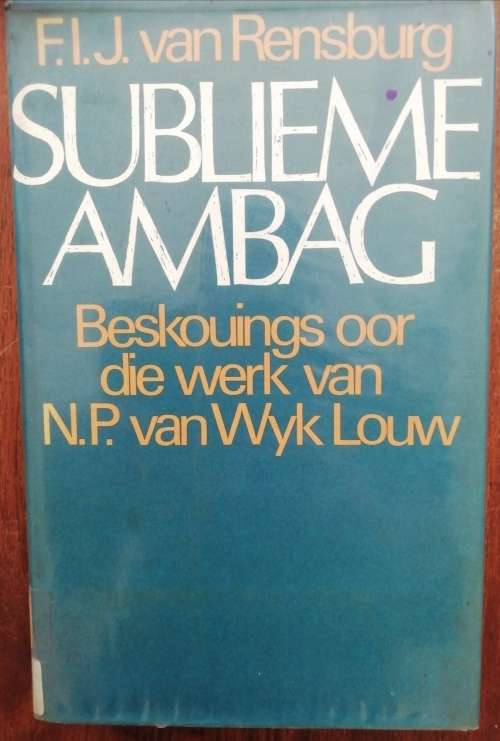 F.I.J. van Rensburg
SUBLIEME
AMBAG
Beskouings oor
die werk van
N.P. van Wyk Louw